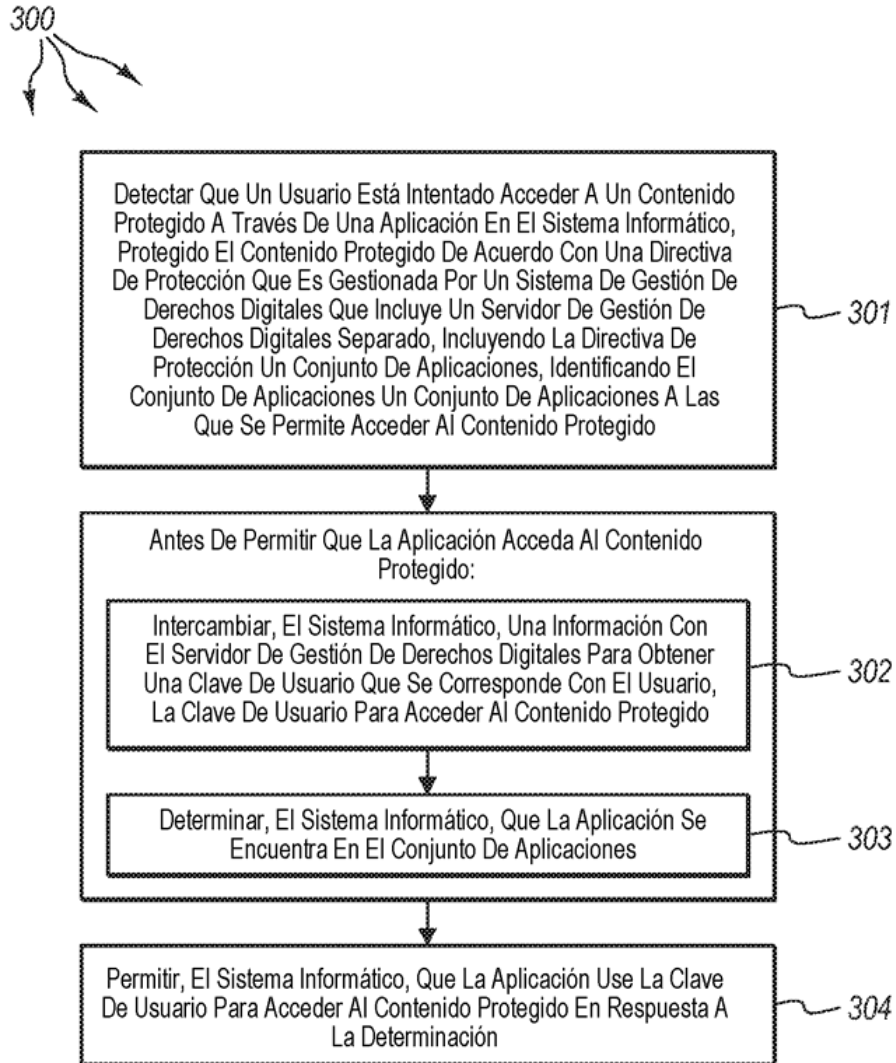 300
Detectar Que Un Usuario Está Intentado Acceder A Un Contenido
Protegido A Través De Una Aplicación En El Sistema Informático,
Protegido El Contenido Protegido De Acuerdo Con Una Directiva
De Protección Que Es Gestionada Por Un Sistema De Gestión De
Derechos Digitales Que Incluye Un Servidor De Gestión De
Derechos Digitales Separado, Incluyendo La Directiva De
Protección Un Conjunto De Aplicaciones, Identificando El
Conjunto De Aplicaciones Un Conjunto De Aplicaciones A Las
Que Se Permite Acceder Al Contenido Protegido
301
Antes De Permitir Que La Aplicación Acceda Al Contenido
Protegido:
Intercambiar, El Sistema Informático, Una Información Con
El Servidor De Gestión De Derechos Digitales Para Obtener
Una Clave De Usuario Que Se Corresponde Con El Usuario,
La Clave De Usuario Para Acceder Al Contenido Protegido
302
Determinar, El Sistema Informático, Que La Aplicación Se
Encuentra En El Conjunto De Aplicaciones
303
Permitir, El Sistema Informático, Que La Aplicación Use La Clave
De Usuario Para Acceder Al Contenido Protegido En Respuesta A
La Determinación
304